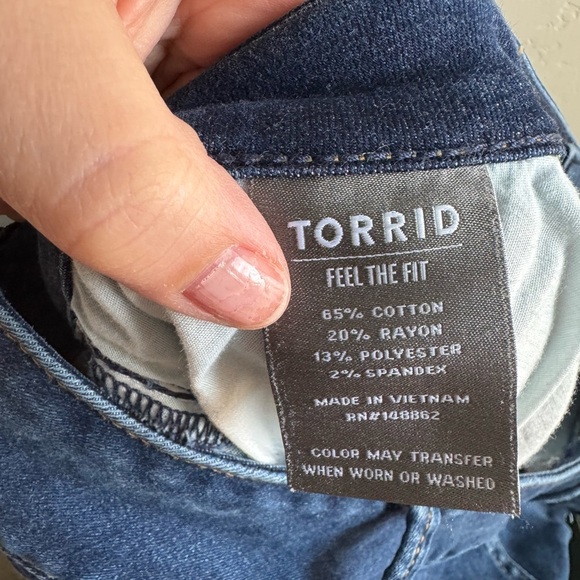 TORRID
FEEL THE FIT
65% COTTON
20% RAYON
13% POLYESTER
2% SPANDEX
MADE IN VIETNAM
RN#148862
COLOR MAY TRANSFER
WHEN WORN OR WASHED